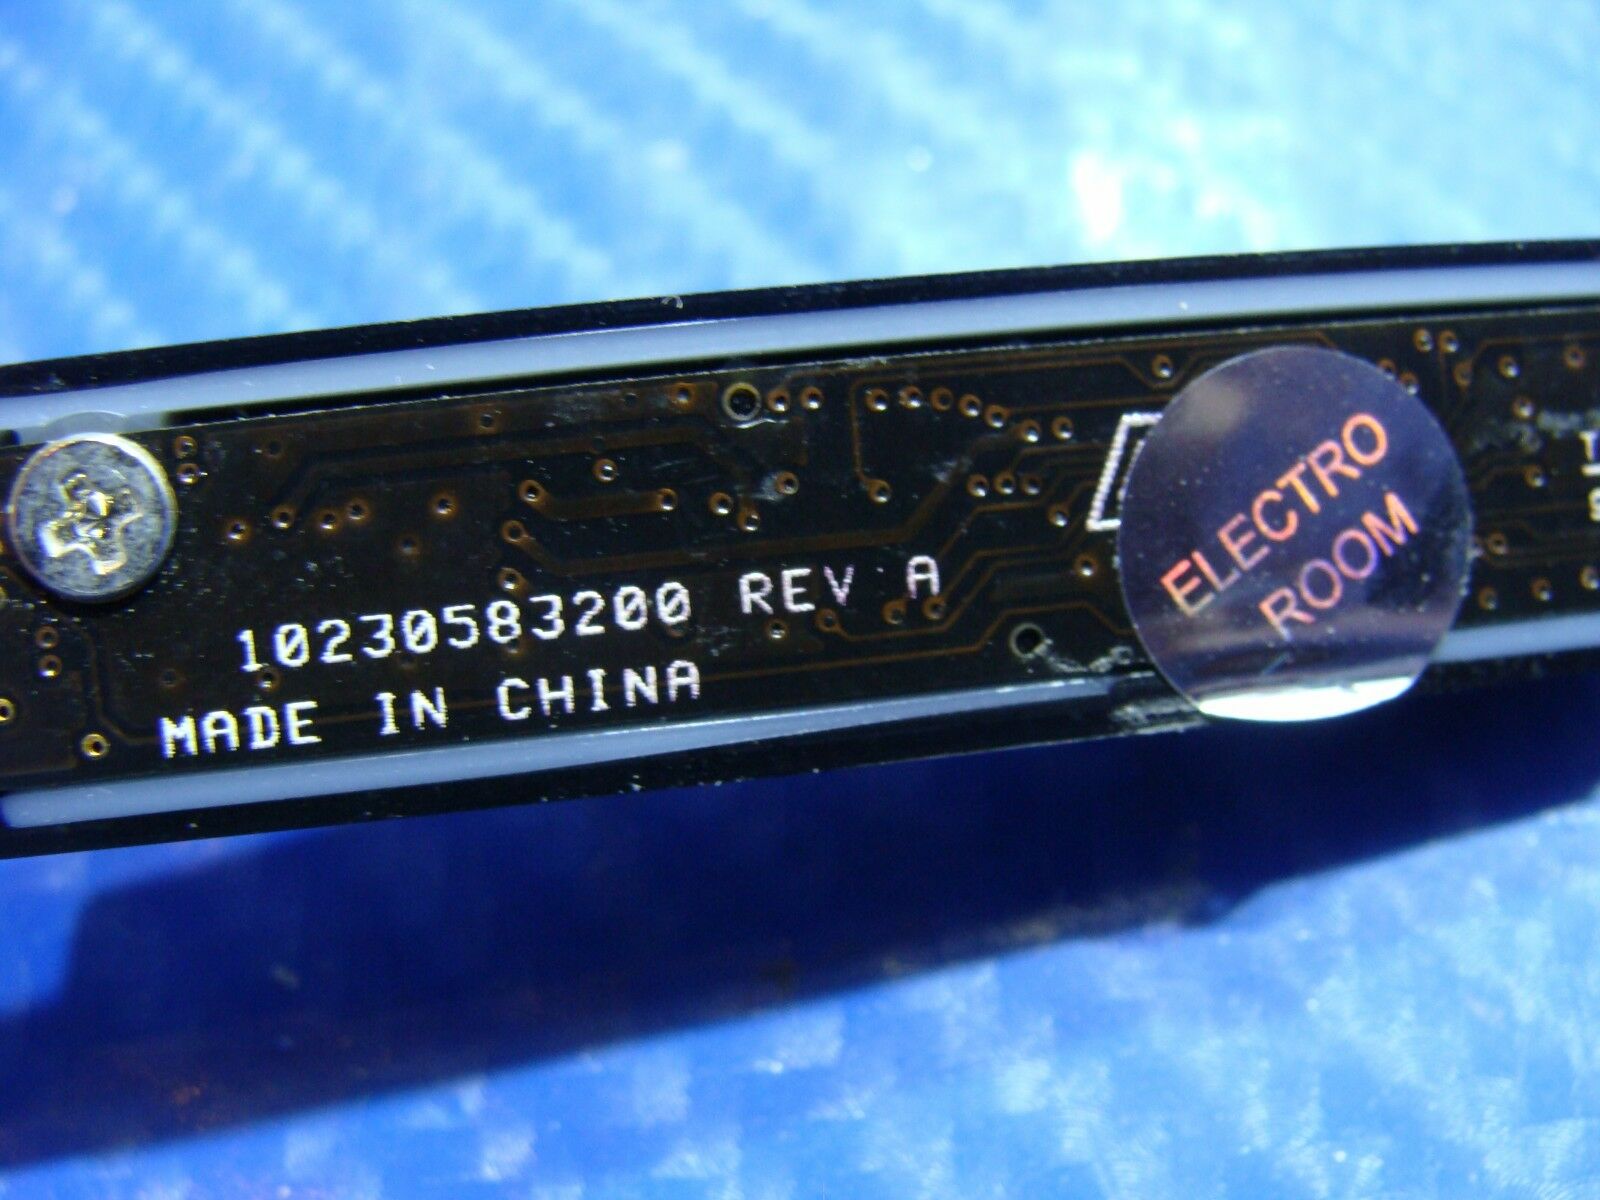 10230583200 REV A
MADE IN CHINA
ELECTRO
ROOM